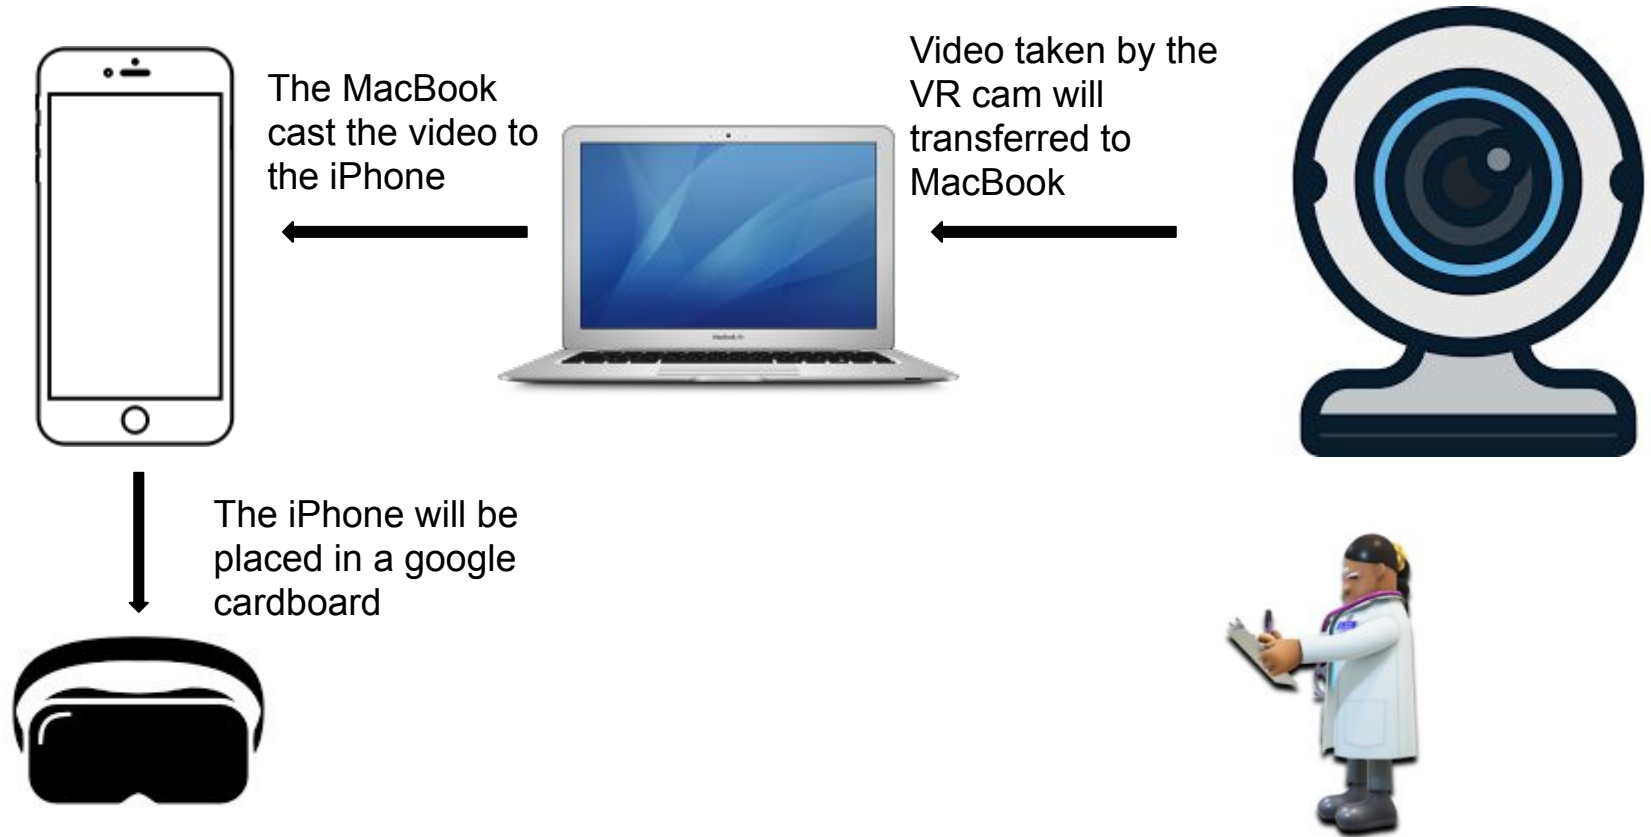 The MacBook
cast the video to
the iPhone
Video taken by the
VR cam will
transferred to
MacBook
The iPhone will be
placed in a google
cardboard